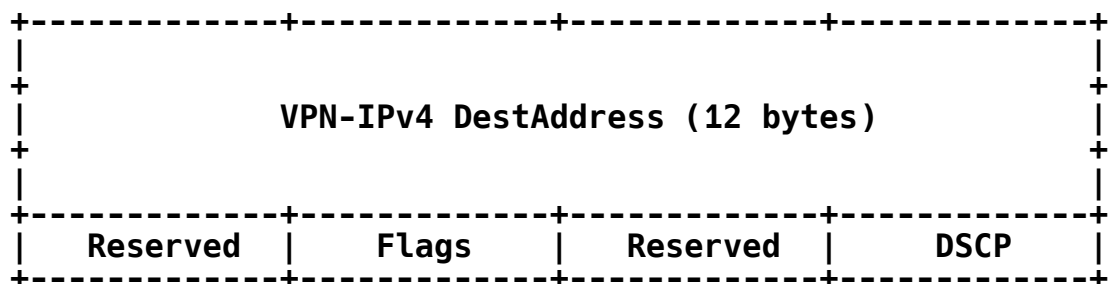 VPN-IPv4 DestAddress (12 bytes)
Reserved | Flags | Reserved | DSCP